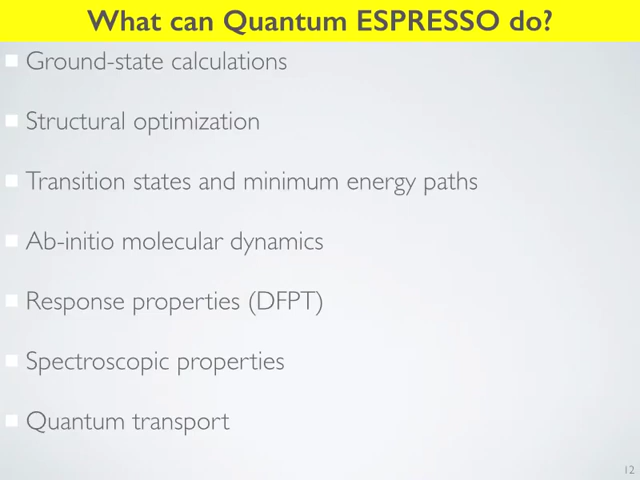 What can Quantum ESPRESSO do?
Ground-state calculations
Structural optimization
Transition states and minimum energy paths
Ab-initio molecular dynamics
Response properties (DFPT)
Spectroscopic properties
Quantum transport
12